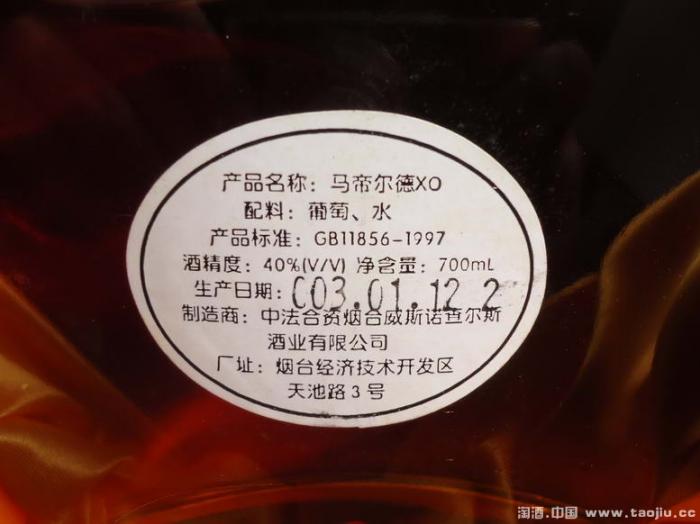 产品名称：马帝尔德XO
配料：葡萄、水
产品标准：GB11856-1997
酒精度：40%(V/V) 净含量：700mL
生产日期：C03.01.12 2
制造商：中法合资烟台威斯诺查尔斯
酒业有限公司
厂址：烟台经济技术开发区
天池路3号
淘酒.中国 www.taojiu.cc